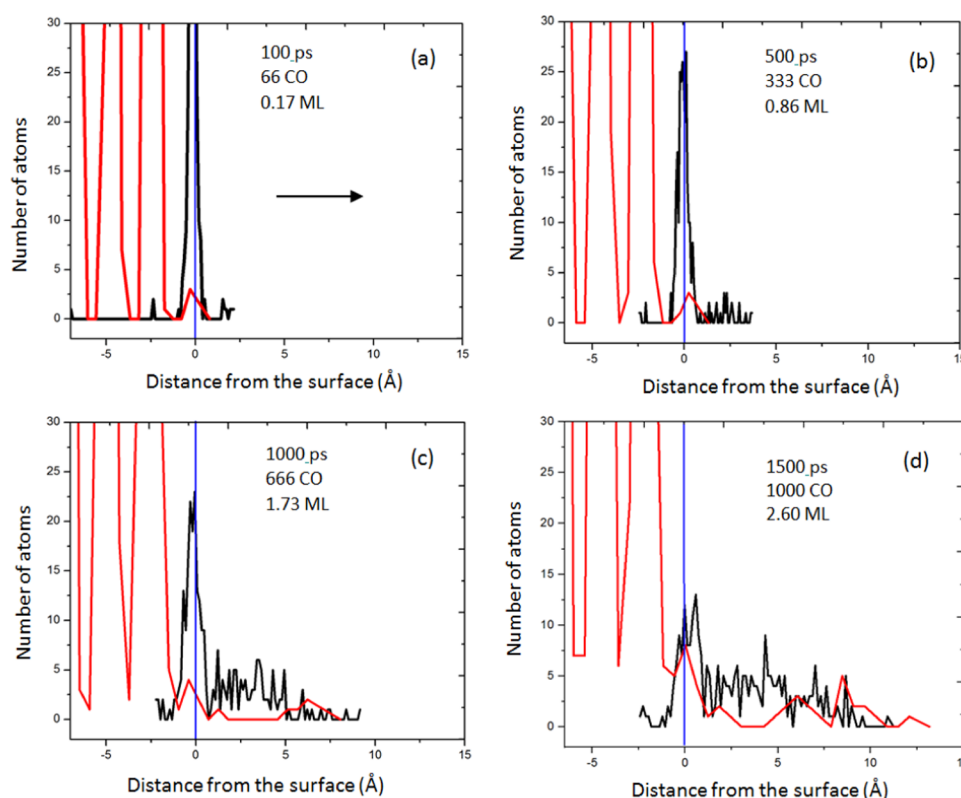 30
25
20
15
10
5
0
Number of atoms
100 ps
66 CO
0.17 ML
(a)
-5 0 5 10 15
Distance from the surface (Å)
30
25
20
15
10
5
0
Number of atoms
500 ps
333 CO
0.86 ML
(b)
-5 0 5 10 15
Distance from the surface (Å)
30
25
20
15
10
5
0
Number of atoms
1000 ps
666 CO
1.73 ML
(c)
-5 0 5 10 15
Distance from the surface (Å)
30
25
20
15
10
5
0
Number of atoms
1500 ps
1000 CO
2.60 ML
(d)
-5 0 5 10 15
Distance from the surface (Å)